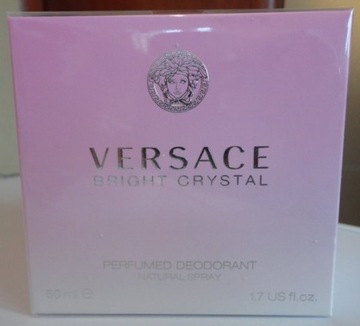 VERSACE
BRIGHT CRYSTAL
PERFUMED DEODORANT
NATURAL SPRAY
50ml ℮ 1.7 US fl.oz.